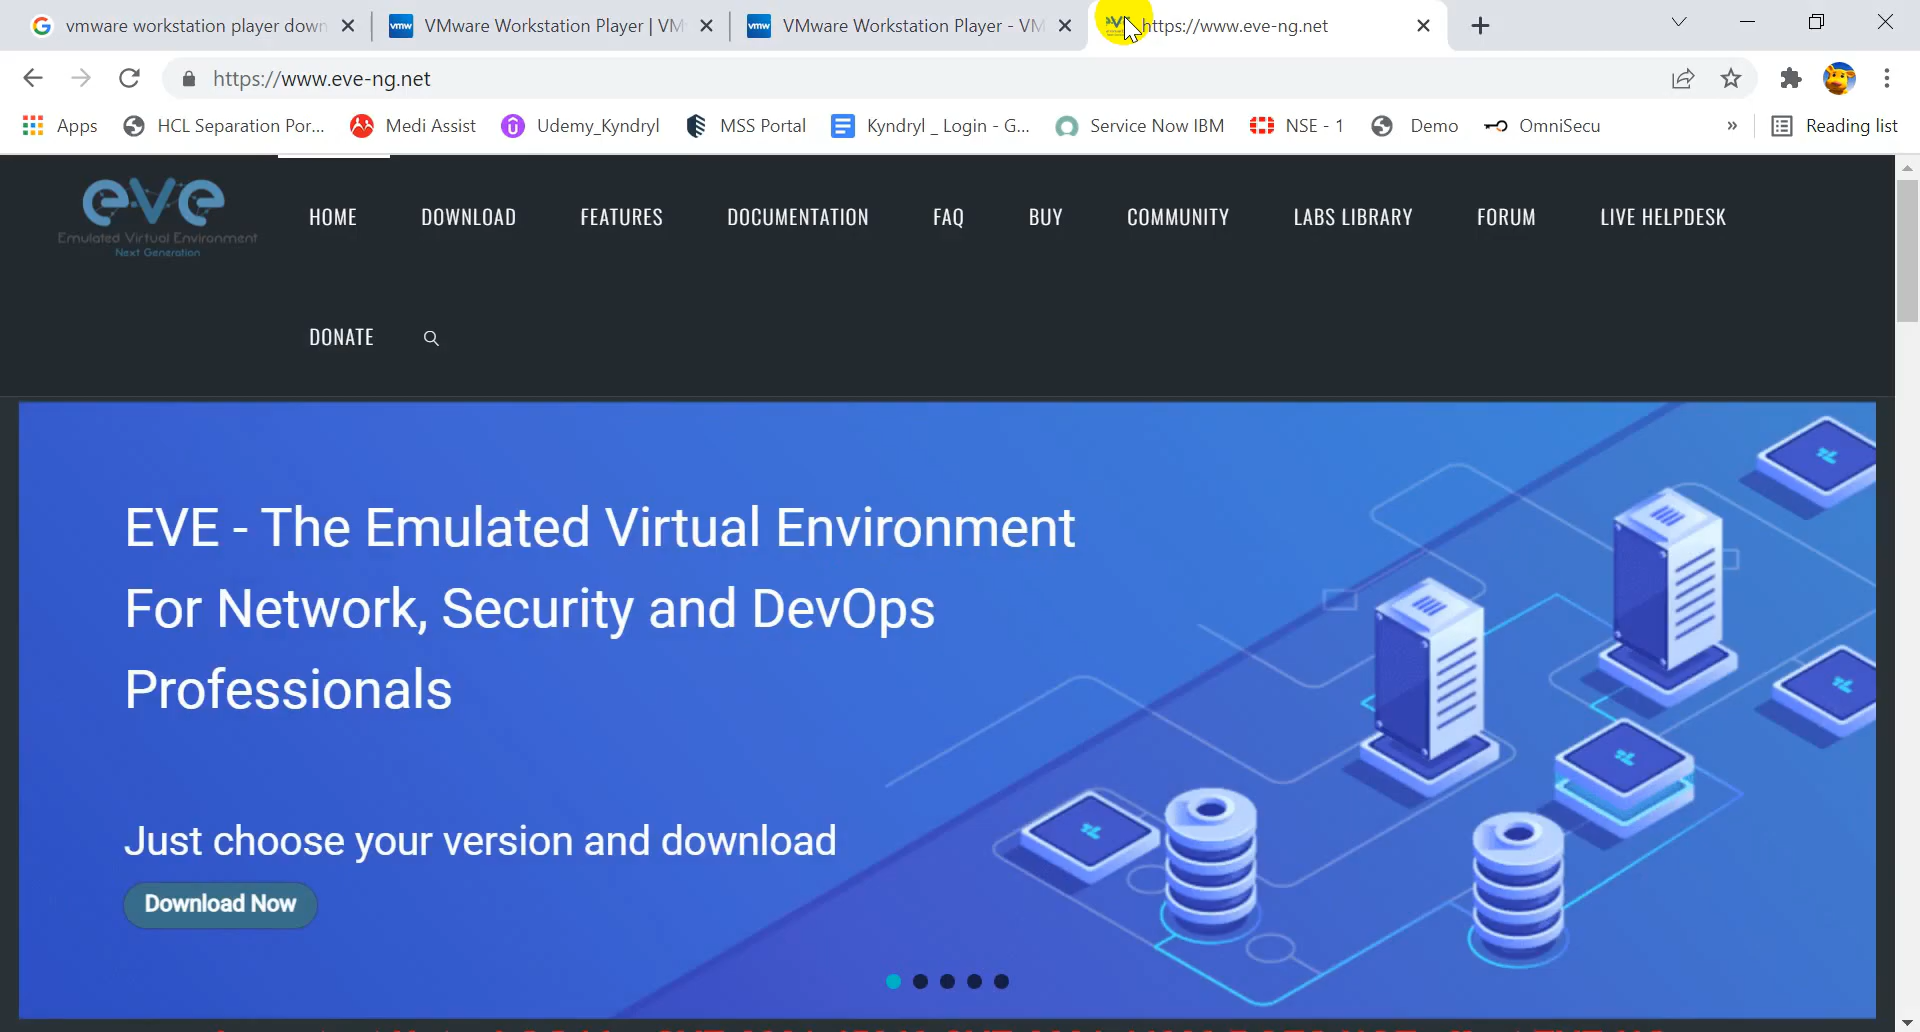 vmware workstation player down
VMware Workstation Player | VM
VMware Workstation Player - VM
https://www.eve-ng.net
https://www.eve-ng.net
Apps
HCL Separation Por...
Medi Assist
Udemy_Kyndryl
MSS Portal
Kyndryl _ Login - G...
Service Now IBM
NSE - 1
Demo
OmniSecu
»
Reading list
eve
Emulated Virtual Environment
Next Generation
HOME
DOWNLOAD
FEATURES
DOCUMENTATION
FAQ
BUY
COMMUNITY
LABS LIBRARY
FORUM
LIVE HELPDESK
DONATE
EVE - The Emulated Virtual Environment
For Network, Security and DevOps
Professionals
Just choose your version and download
Download Now